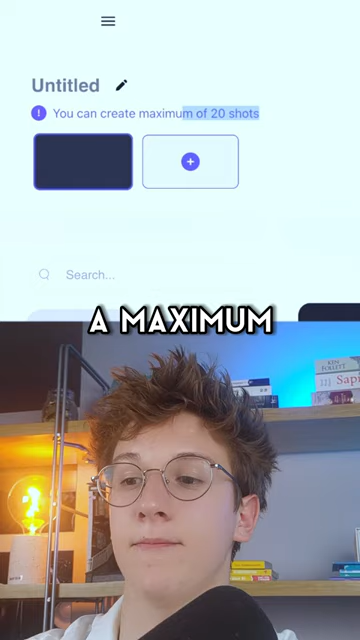 Untitled
! You can create maximum of 20 shots
+
Search...
A MAXIMUM
KEN
FOLLETT
Sapi